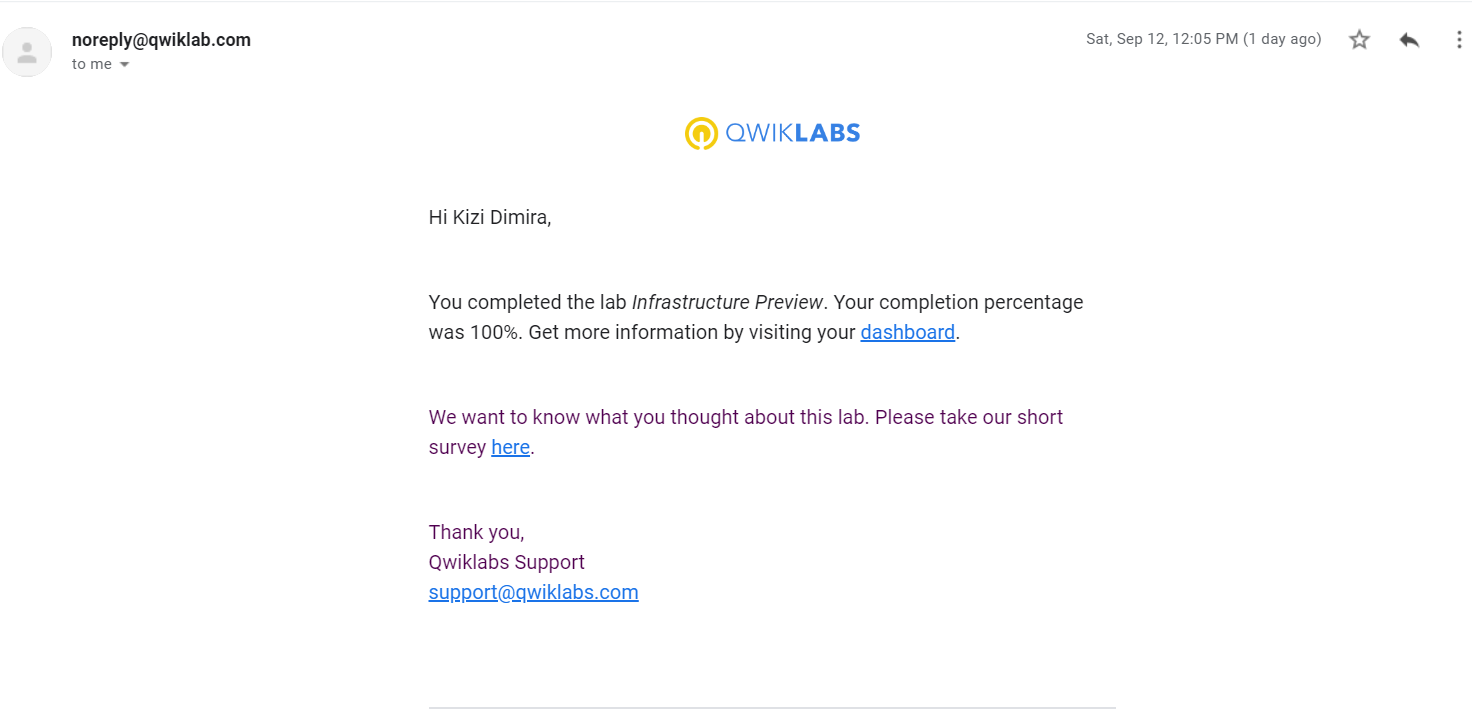 noreply@qwiklab.com
Sat, Sep 12, 12:05 PM (1 day ago)
to me
QWIKLABS
Hi Kizi Dimira,
You completed the lab Infrastructure Preview. Your completion percentage
was 100%. Get more information by visiting your dashboard.
We want to know what you thought about this lab. Please take our short
survey here.
Thank you,
Qwiklabs Support
support@qwiklabs.com